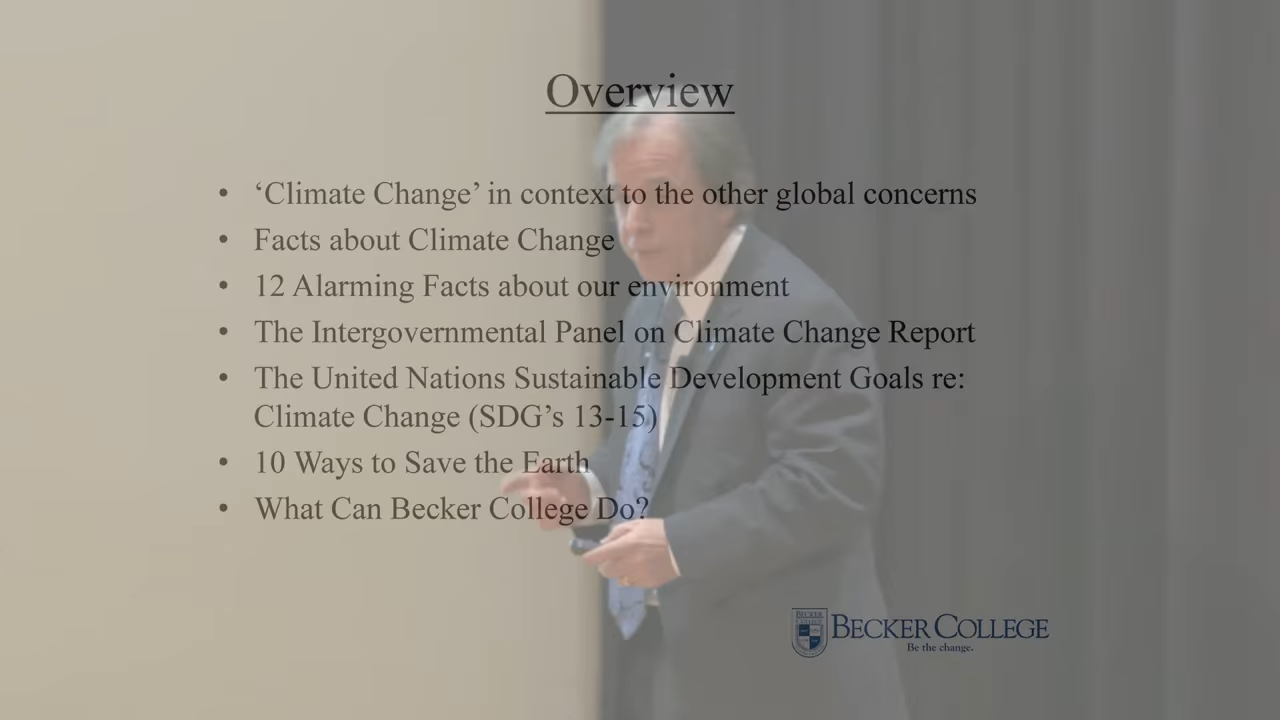 Overview
• ‘Climate Change’ in context to the other global concerns
• Facts about Climate Change
• 12 Alarming Facts about our environment
• The Intergovernmental Panel on Climate Change Report
• The United Nations Sustainable Development Goals re:
Climate Change (SDG’s 13-15)
• 10 Ways to Save the Earth
• What Can Becker College Do?
BECKER COLLEGE
Be the change.